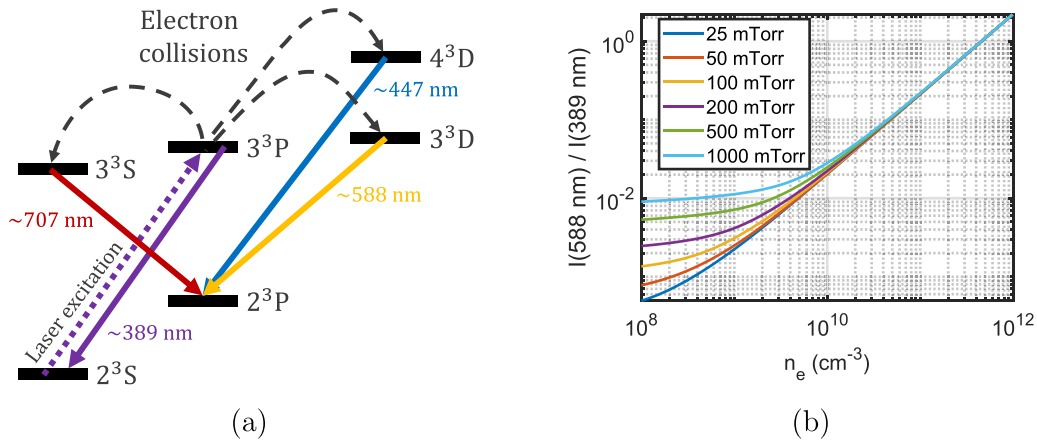 Electron
collisions
4³D
~447 nm
3³P
3³D
3³S
~588 nm
~707 nm
Laser excitation
2³P
~389 nm
2³S
(a)
I(588 nm) / I(389 nm)
10⁰
10⁻²
25 mTorr
50 mTorr
100 mTorr
200 mTorr
500 mTorr
1000 mTorr
10⁸
10¹⁰
10¹²
nₑ (cm⁻³)
(b)